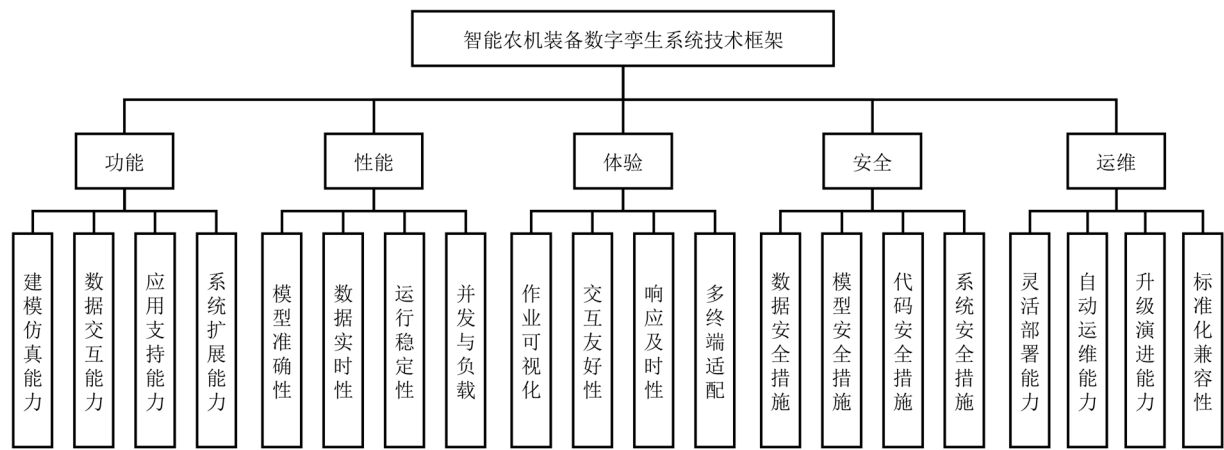 智能农机装备数字孪生系统技术框架
功能
性能
体验
安全
运维
建模仿真能力
数据交互能力
应用支持能力
系统扩展能力
模型准确性
数据实时性
运行稳定性
并发与负载
作业可视化
交互友好性
响应及时性
多终端适配
数据安全措施
模型安全措施
代码安全措施
系统安全措施
灵活部署能力
自动运维能力
升级演进能力
标准化兼容性